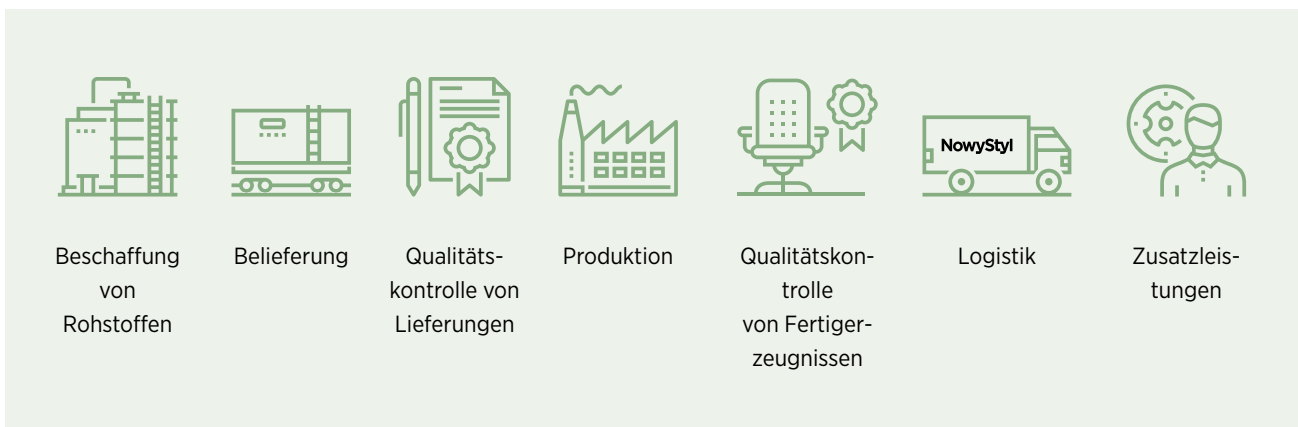 NowyStyl
Beschaffung
von
Rohstoffen
Belieferung
Qualitäts-
kontrolle von
Lieferungen
Produktion
Qualitätskon-
trolle
von Fertiger-
zeugnissen
Logistik
Zusatzleis-
tungen